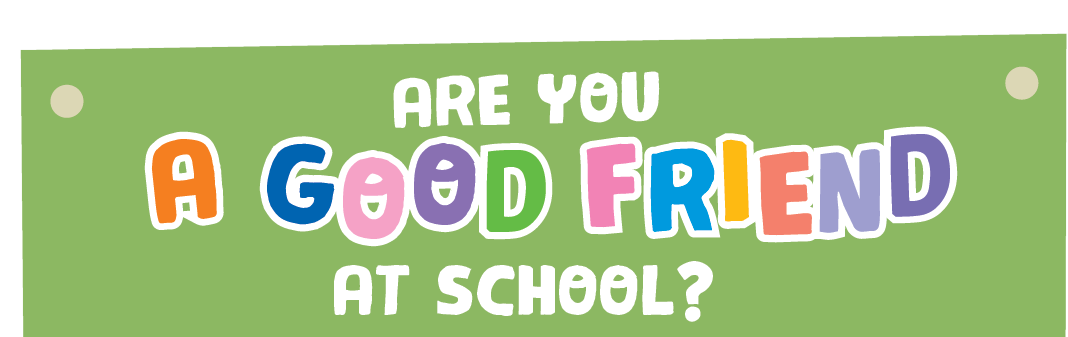 ARE YOU
A GOOD FRIEND
AT SCHOOL?